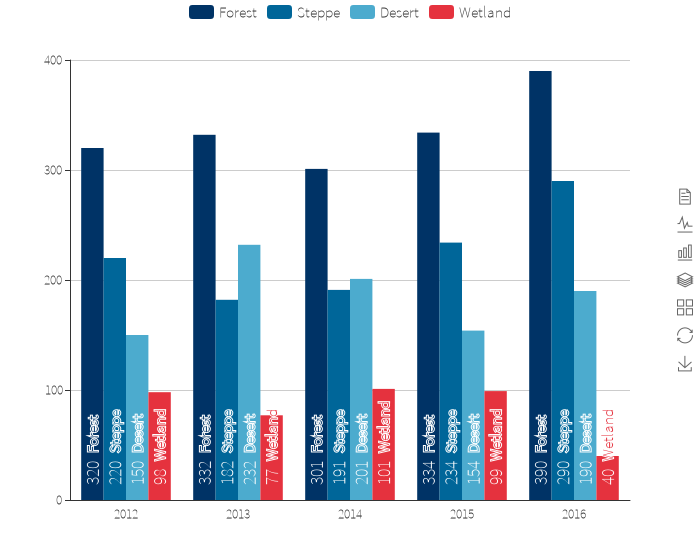 Forest Steppe Desert Wetland
400
300
200
100
0
320 Forest
220 Steppe
150 Desert
98 Wetland
332 Forest
182 Steppe
232 Desert
77 Wetland
301 Forest
191 Steppe
201 Desert
101 Wetland
334 Forest
234 Steppe
154 Desert
99 Wetland
390 Forest
290 Steppe
190 Desert
40 Wetland
2012 2013 2014 2015 2016